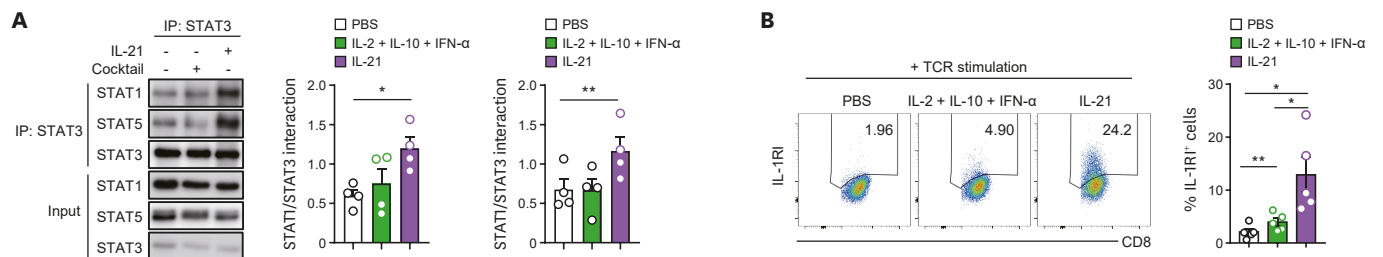 A
IP: STAT3
IL-21 - - +
Cocktail - + -
IP: STAT3
STAT1
STAT5
STAT3
Input
STAT1
STAT5
STAT3
PBS
IL-2 + IL-10 + IFN-α
IL-21
STAT1/STAT3 interaction
2.0
1.5
1.0
0.5
0
*
PBS
IL-2 + IL-10 + IFN-α
IL-21
STAT1/STAT3 interaction
2.0
1.5
1.0
0.5
0
**
B
+ TCR stimulation
PBS IL-2 + IL-10 + IFN-α IL-21
1.96 4.90 24.2
IL-1RI
CD8
PBS
IL-2 + IL-10 + IFN-α
IL-21
% IL-1RI⁺ cells
30
20
10
0
*
*
**